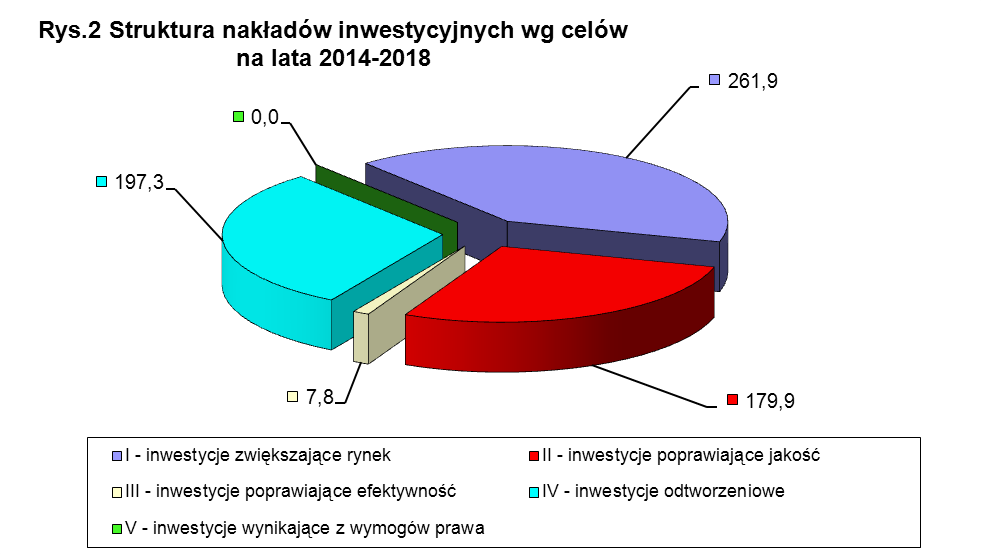 Rys.2 Struktura nakładów inwestycyjnych wg celów
na lata 2014-2018
261,9
0,0
197,3
7,8
179,9
I - inwestycje zwiększające rynek
II - inwestycje poprawiające jakość
III - inwestycje poprawiające efektywność
IV - inwestycje odtworzeniowe
V - inwestycje wynikające z wymogów prawa